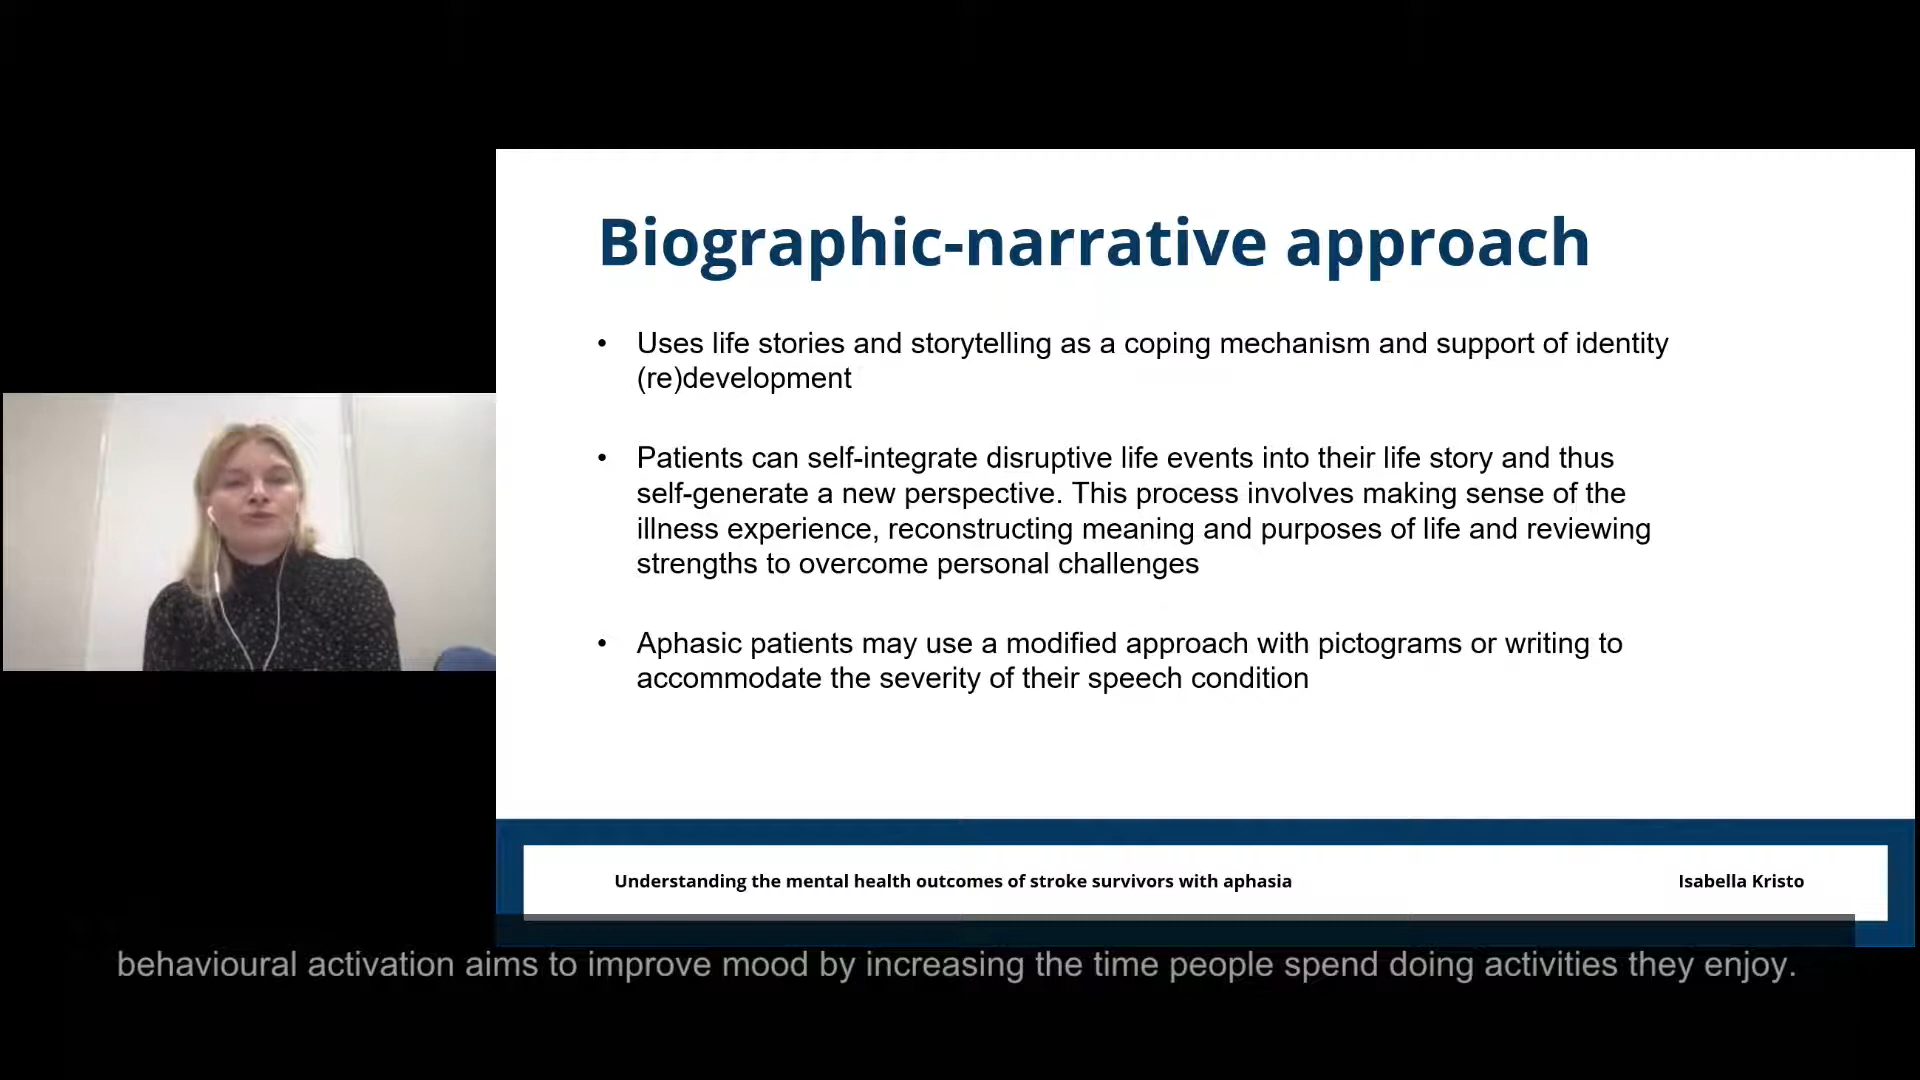 Biographic-narrative approach
• Uses life stories and storytelling as a coping mechanism and support of identity
(re)development
• Patients can self-integrate disruptive life events into their life story and thus
self-generate a new perspective. This process involves making sense of the
illness experience, reconstructing meaning and purposes of life and reviewing
strengths to overcome personal challenges
• Aphasic patients may use a modified approach with pictograms or writing to
accommodate the severity of their speech condition
Understanding the mental health outcomes of stroke survivors with aphasia
Isabella Kristo
behavioural activation aims to improve mood by increasing the time people spend doing activities they enjoy.